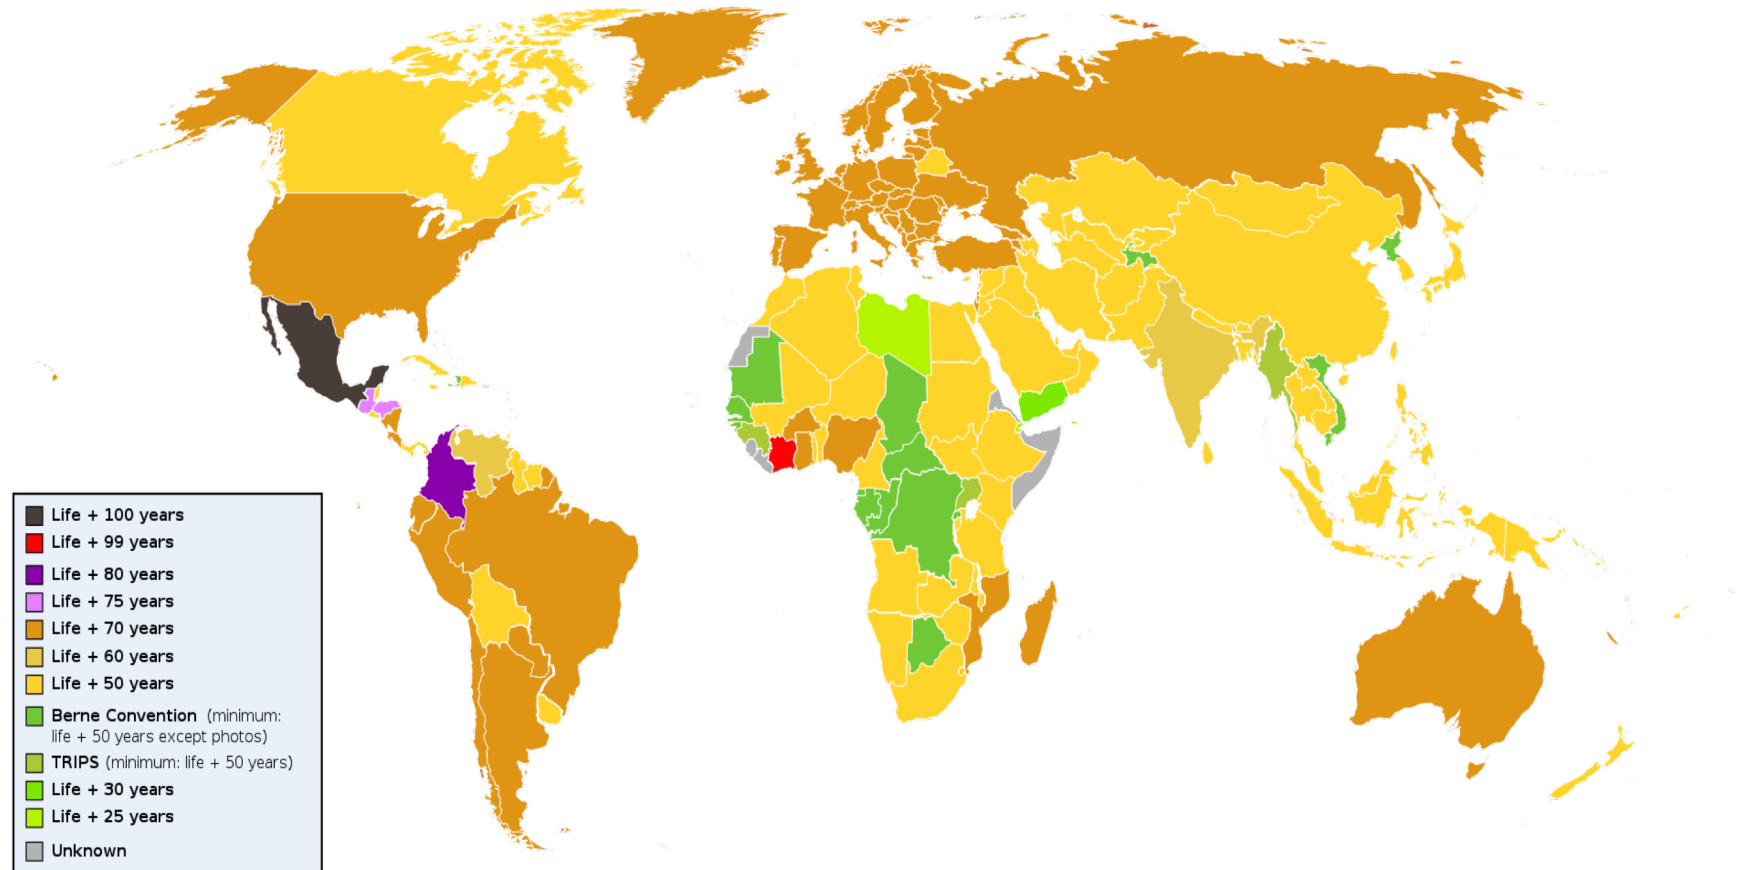 Life + 100 years
Life + 99 years
Life + 80 years
Life + 75 years
Life + 70 years
Life + 60 years
Life + 50 years
Berne Convention (minimum:
life + 50 years except photos)
TRIPS (minimum: life + 50 years)
Life + 30 years
Life + 25 years
Unknown